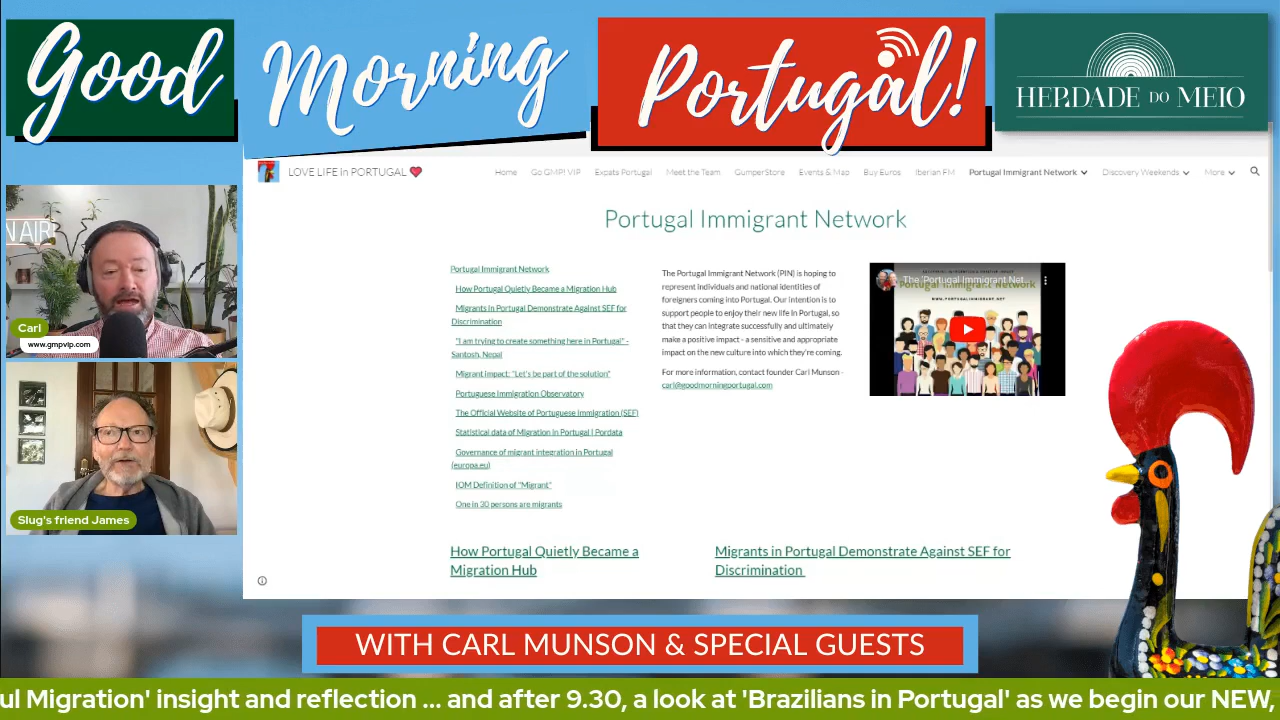 Good Morning Portugal!
HERDADE DO MEIO
LOVE LIFE in PORTUGAL
Home Go GMP! VIP Expats Portugal Meet the Team GumperStore Events & Map Buy Euros Iberian FM Portugal Immigrant Network Discovery Weekends More
Portugal Immigrant Network
N AIR
Carl
www.gmpvip.com
Slug's friend James
Portugal Immigrant Network
How Portugal Quietly Became a Migration Hub
Migrants in Portugal Demonstrate Against SEF for
Discrimination
"I am trying to create something here in Portugal" -
Santosh, Nepal
Migrant Impact: "Let's be part of the solution"
Portuguese Immigration Observatory
The Official Website of Portuguese Immigration (SEF)
Statistical data of Migration in Portugal | Pordata
Governance of migrant integration in Portugal
(europa.eu)
IOM Definition of "Migrant"
One in 30 persons are migrants
The Portugal Immigrant Network (PIN) is hoping to
represent individuals and national identities of
foreigners coming into Portugal. Our intention is to
support people to enjoy their new life in Portugal, so
that they can integrate successfully and ultimately
make a positive impact - a sensitive and appropriate
impact on the new culture into which they're coming.
For more information, contact founder Carl Munson -
carl@goodmorningportugal.com
The 'Portugal Immigrant Net...
Portugal Immigrant Network
WWW.PORTUGALIMMIGRANT.NET
How Portugal Quietly Became a
Migration Hub
Migrants in Portugal Demonstrate Against SEF for
Discrimination
WITH CARL MUNSON & SPECIAL GUESTS
ul Migration' insight and reflection ... and after 9.30, a look at 'Brazilians in Portugal' as we begin our NEW,